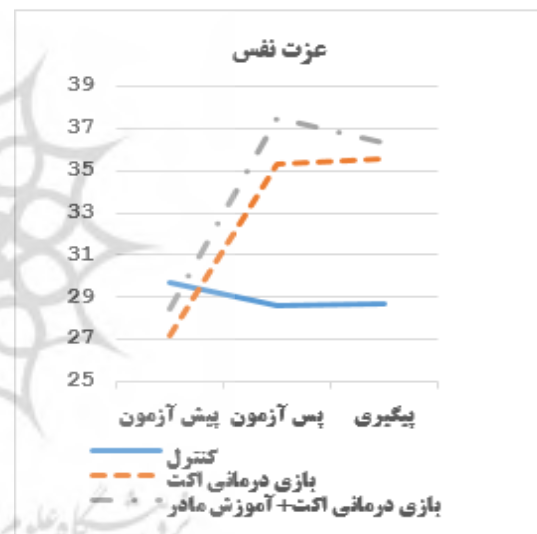 عزت نفس
39
37
35
33
31
29
27
25
پیش آزمون پس آزمون پیگیری
کنترل
بازی درمانی اکت
بازی درمانی اکت+آموزش مادر